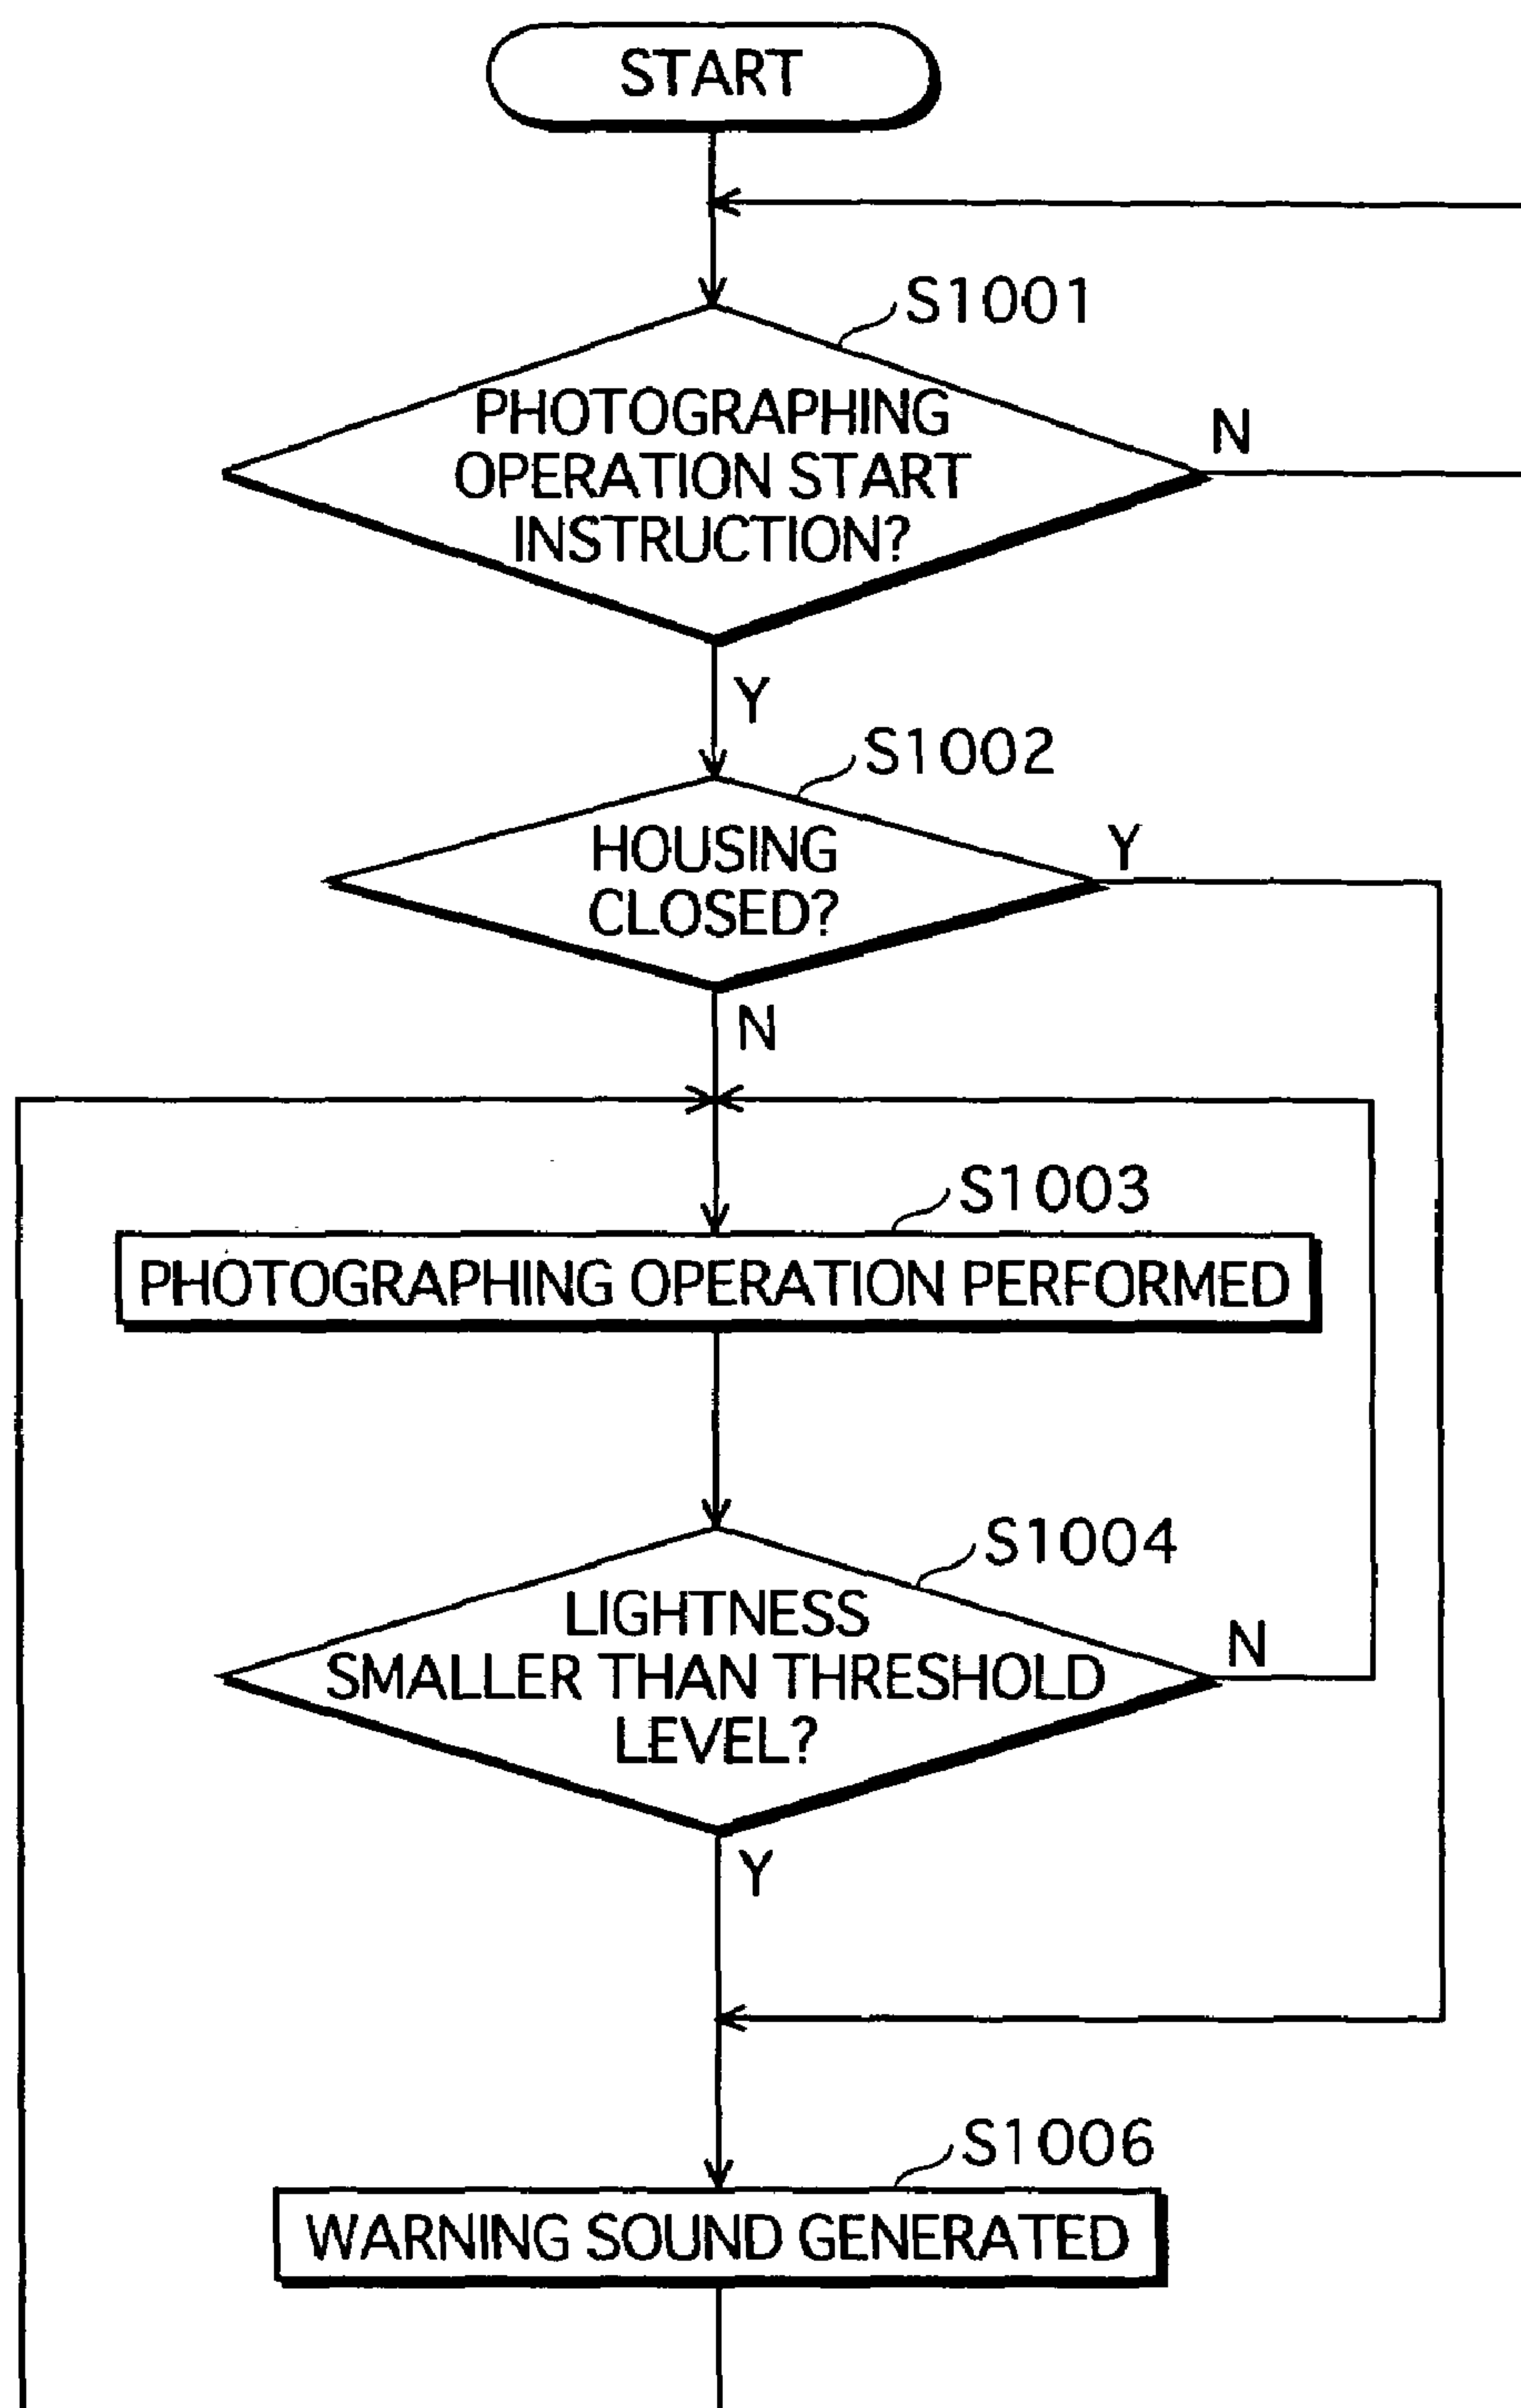 START
S1001
PHOTOGRAPHING
OPERATION START
INSTRUCTION?
N
Y
S1002
HOUSING
CLOSED?
Y
N
S1003
PHOTOGRAPHING OPERATION PERFORMED
S1004
LIGHTNESS
SMALLER THAN THRESHOLD
LEVEL?
N
Y
S1006
WARNING SOUND GENERATED